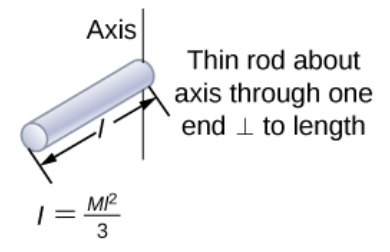 Axis
Thin rod about
axis through one
end ⊥ to length
l
I = Ml²
3